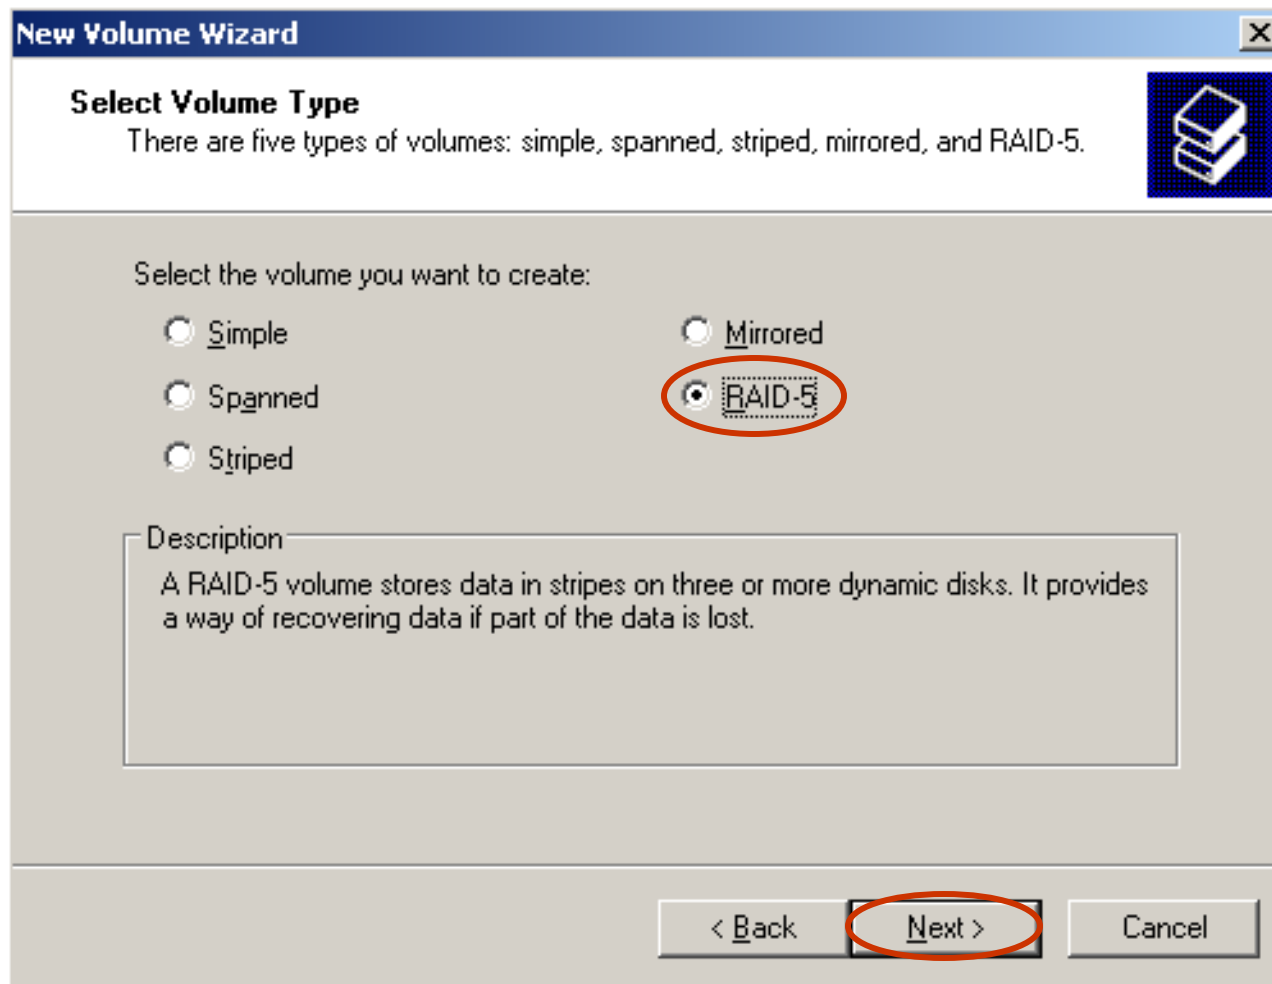 New Volume Wizard
Select Volume Type
There are five types of volumes: simple, spanned, striped, mirrored, and RAID-5.
Select the volume you want to create:
Simple
Mirrored
Spanned
RAID-5
Striped
Description
A RAID-5 volume stores data in stripes on three or more dynamic disks. It provides
a way of recovering data if part of the data is lost.
< Back
Next >
Cancel